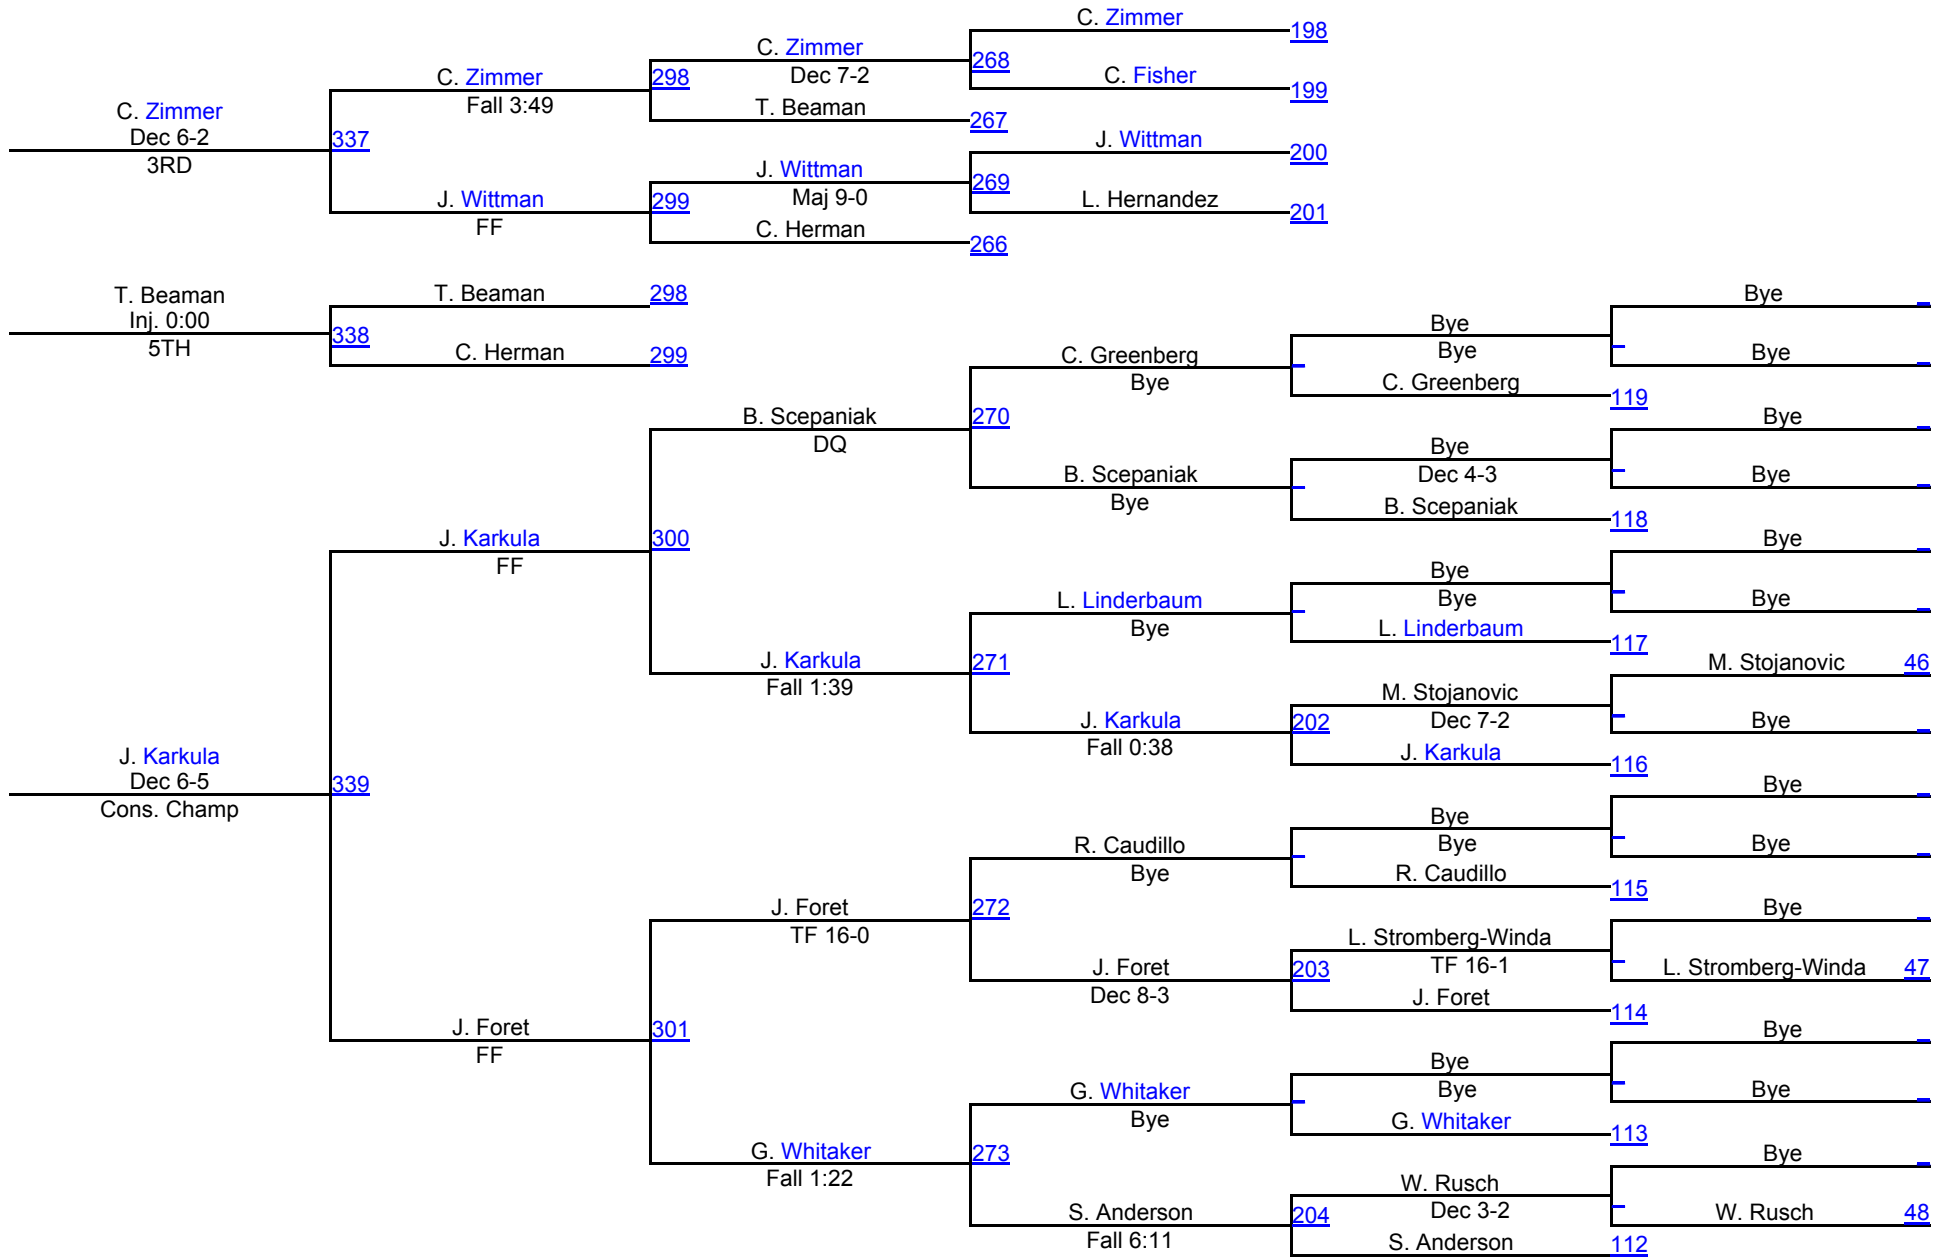 C. Zimmer
198
C. Zimmer
268
Dec 7-2
C. Zimmer
298
C. Fisher
199
Fall 3:49
T. Beaman
267
C. Zimmer
Dec 6-2
337
3RD
J. Wittman
200
J. Wittman
269
Maj 9-0
J. Wittman
299
L. Hernandez
201
FF
C. Herman
266
T. Beaman
Inj. 0:00
5TH
338
T. Beaman
298
C. Herman
299
Bye
Bye
Bye
Bye
C. Greenberg
119
C. Greenberg
Bye
B. Scepaniak
270
DQ
Bye
Bye
Bye
Dec 4-3
B. Scepaniak
118
B. Scepaniak
Bye
J. Karkula
300
FF
Bye
Bye
Bye
Bye
L. Linderbaum
117
L. Linderbaum
Bye
J. Karkula
271
Fall 1:39
M. Stojanovic
46
Bye
M. Stojanovic
Dec 7-2
J. Karkula
116
J. Karkula
202
Fall 0:38
J. Karkula
Dec 6-5
339
Cons. Champ
Bye
Bye
Bye
Bye
R. Caudillo
115
R. Caudillo
Bye
J. Foret
272
TF 16-0
Bye
L. Stromberg-Winda
47
L. Stromberg-Winda
TF 16-1
J. Foret
114
J. Foret
203
Dec 8-3
J. Foret
301
FF
Bye
Bye
Bye
Bye
G. Whitaker
113
G. Whitaker
Bye
G. Whitaker
273
Fall 1:22
Bye
W. Rusch
48
W. Rusch
Dec 3-2
S. Anderson
112
S. Anderson
204
Fall 6:11